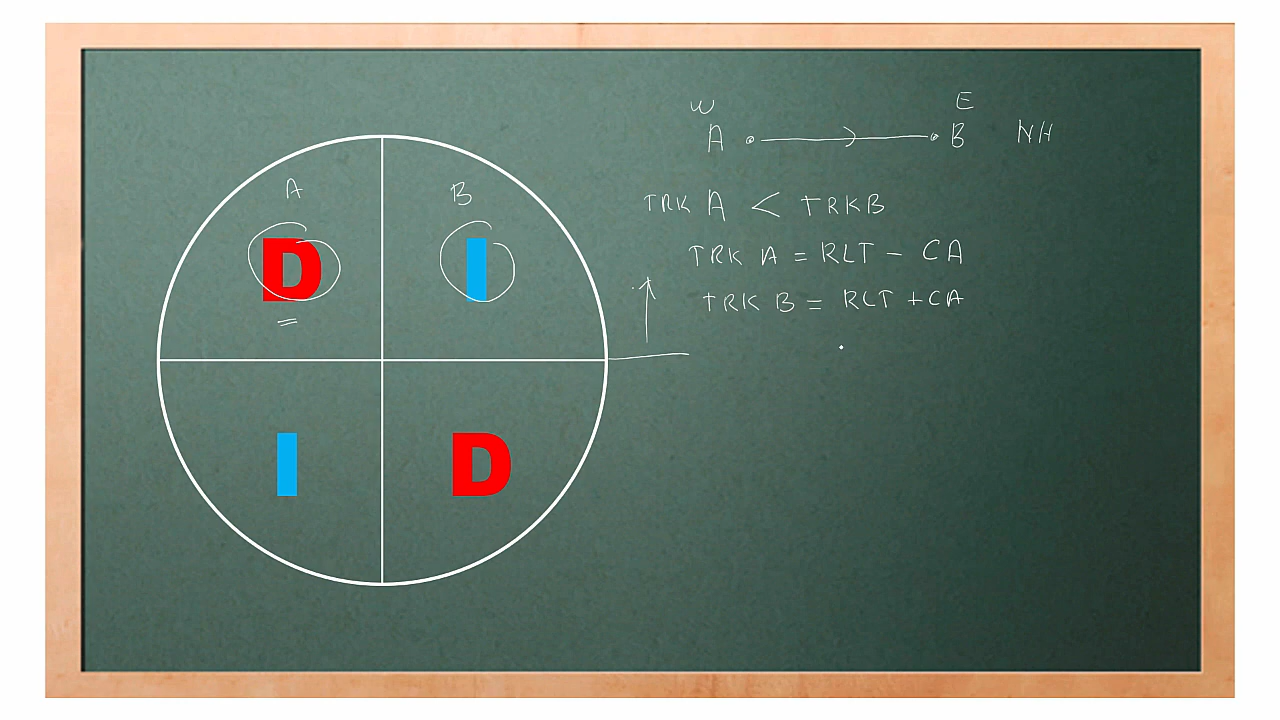 W E
A B NH
A B
TRK A < TRKB
D I
TRK A = RLT - CA
TRK B = RLT + CA
I D